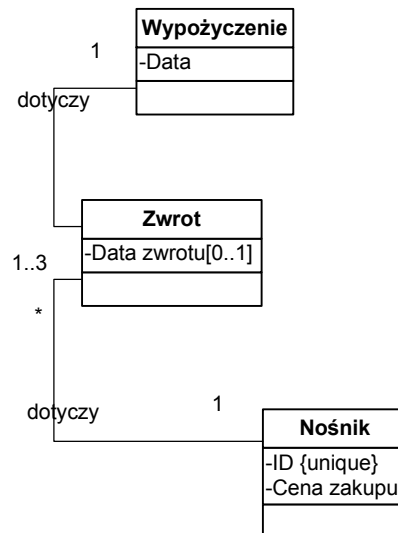 Wypożyczenie
1
-Data
dotyczy
Zwrot
-Data zwrotu[0..1]
1..3
*
dotyczy
1
Nośnik
-ID {unique}
-Cena zakupu